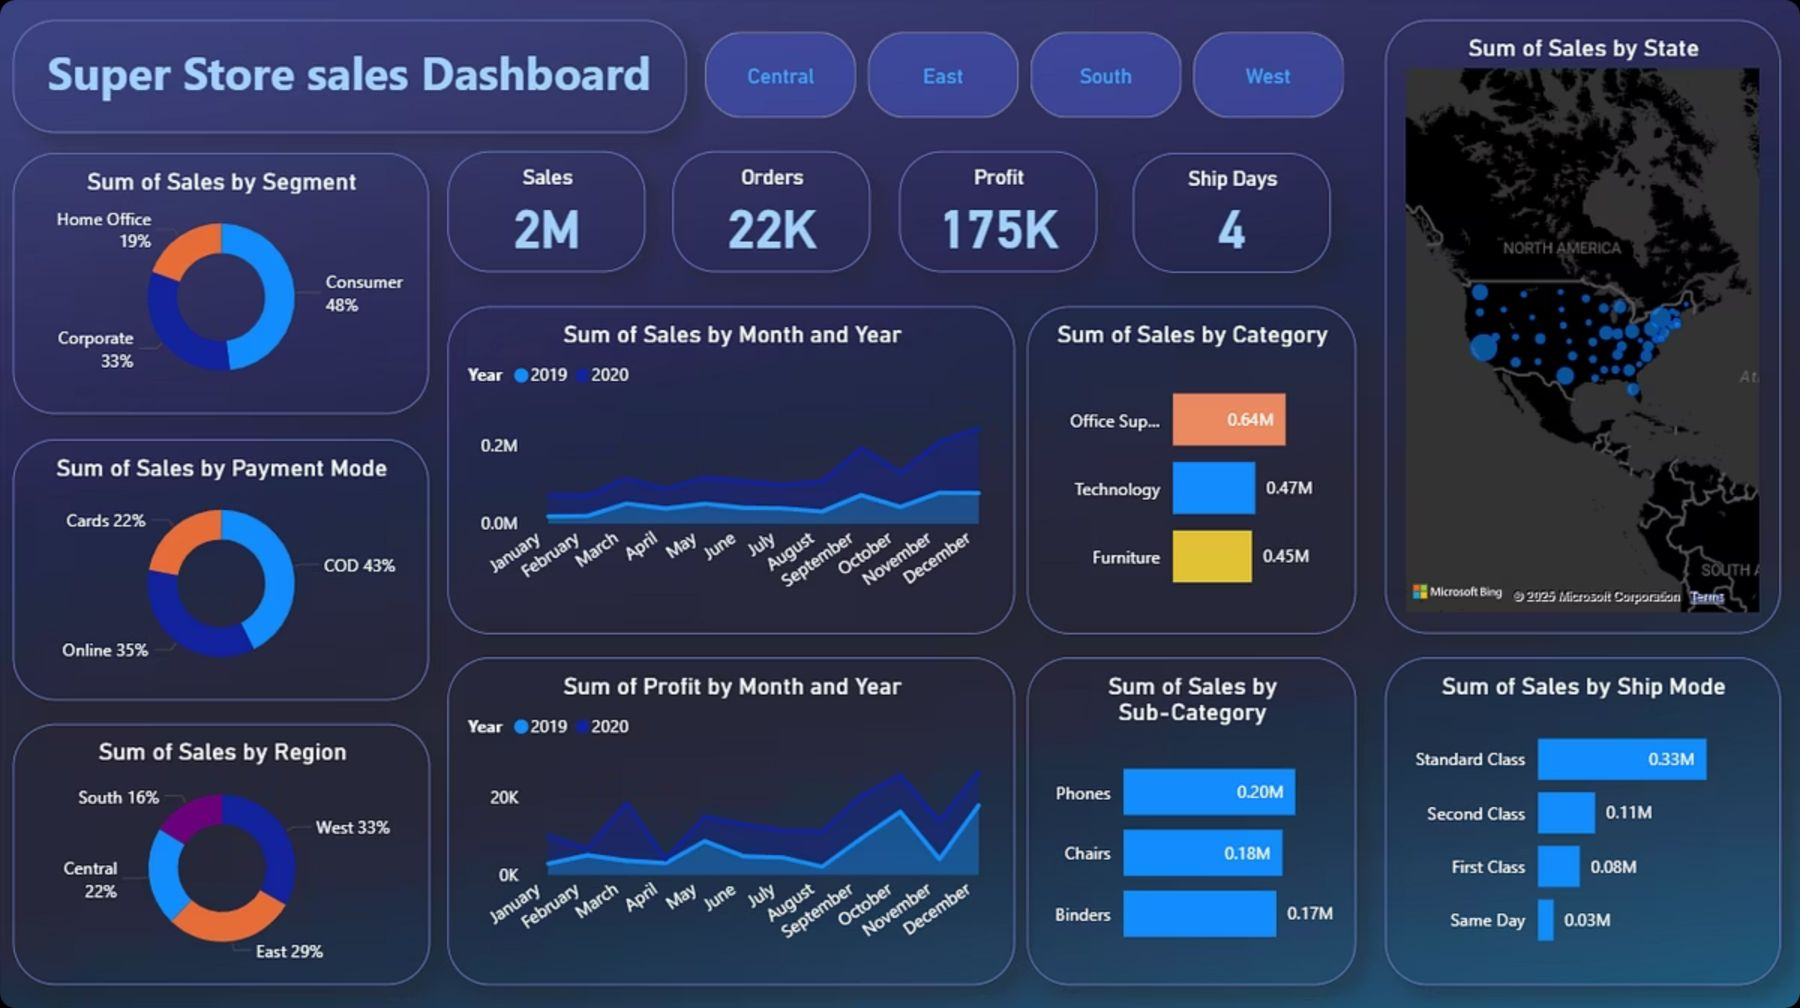 Super Store sales Dashboard
Central
East
South
West
Sum of Sales by State
NORTH AMERICA
At
SOUTH A
Microsoft Bing
© 2025 Microsoft Corporation Terms
Sum of Sales by Segment
Home Office
19%
Consumer
48%
Corporate
33%
Sales
2M
Orders
22K
Profit
175K
Ship Days
4
Sum of Sales by Month and Year
Year 2019 2020
0.2M
0.0M
January
February
March
April
May
June
July
August
September
October
November
December
Sum of Sales by Category
Office Sup... 0.64M
Technology 0.47M
Furniture 0.45M
Sum of Sales by Payment Mode
Cards 22%
COD 43%
Online 35%
Sum of Sales by Region
South 16%
West 33%
Central
22%
East 29%
Sum of Profit by Month and Year
Year 2019 2020
20K
0K
January
February
March
April
May
June
July
August
September
October
November
December
Sum of Sales by
Sub-Category
Phones 0.20M
Chairs 0.18M
Binders 0.17M
Sum of Sales by Ship Mode
Standard Class 0.33M
Second Class 0.11M
First Class 0.08M
Same Day 0.03M